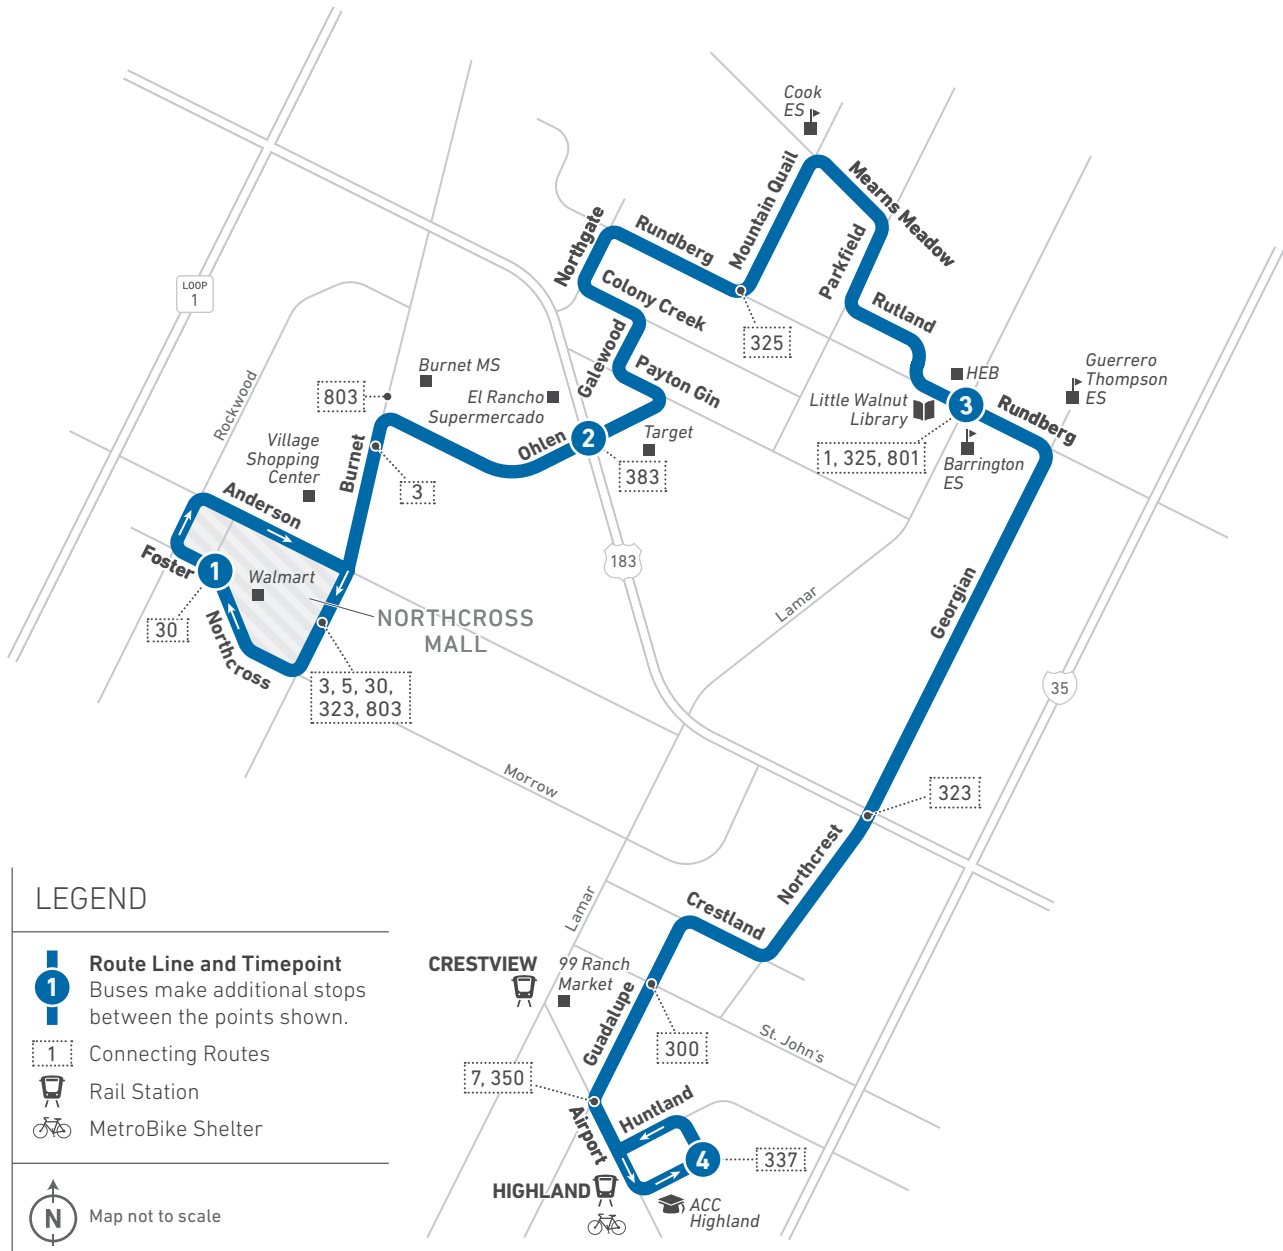 Cook
ES
Mountain Quail
Mearns Meadow
Northgate
Rundberg
Parkfield
Colony Creek
Rutland
LOOP
1
325
Galewood
Payton Gin
Burnet MS
El Rancho
Supermercado
HEB
Guerrero
Thompson
ES
Rockwood
803
Little Walnut
Library
3
Rundberg
Village
Shopping
Center
Burnet
Ohlen
2
Target
1, 325, 801
Barrington
ES
3
383
Anderson
Foster
1
Walmart
183
Georgian
30
Northcross
NORTHCROSS
MALL
Lamar
3, 5, 30,
323, 803
35
Morrow
323
Northcrest
Crestland
Lamar
CRESTVIEW
99 Ranch
Market
Guadalupe
St. John's
300
7, 350
Airport
Huntland
4
337
HIGHLAND
ACC
Highland
LEGEND
Route Line and Timepoint
1
Buses make additional stops
between the points shown.
1
Connecting Routes
Rail Station
MetroBike Shelter
N
Map not to scale